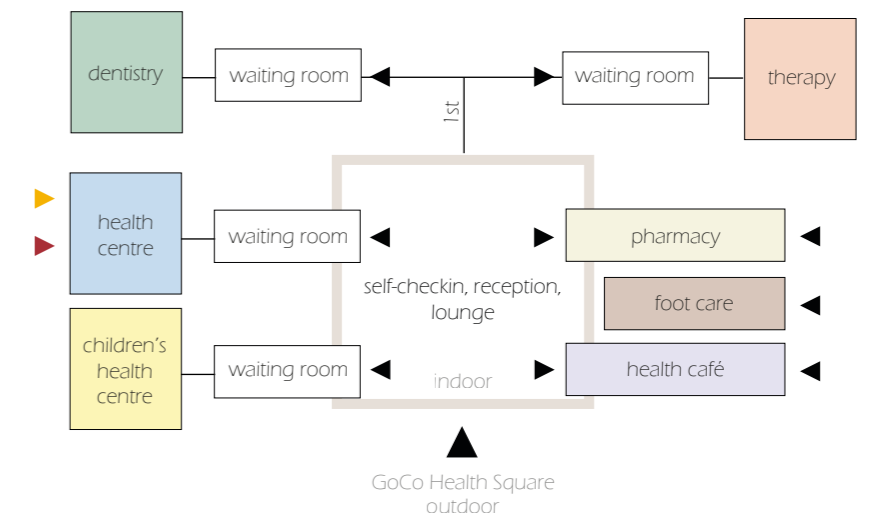 dentistry
waiting room
waiting room
therapy
1st
health
centre
waiting room
pharmacy
self-checkin, reception,
lounge
foot care
children's
health
centre
waiting room
indoor
health café
GoCo Health Square
outdoor